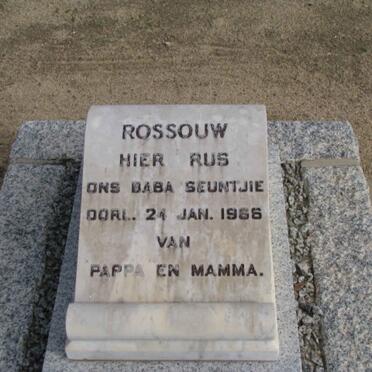 ROSSOUW
HIER RUS
ONS BABA SEUNTJIE
OORL. 24 JAN. 1966
VAN
PAPPA EN MAMMA.